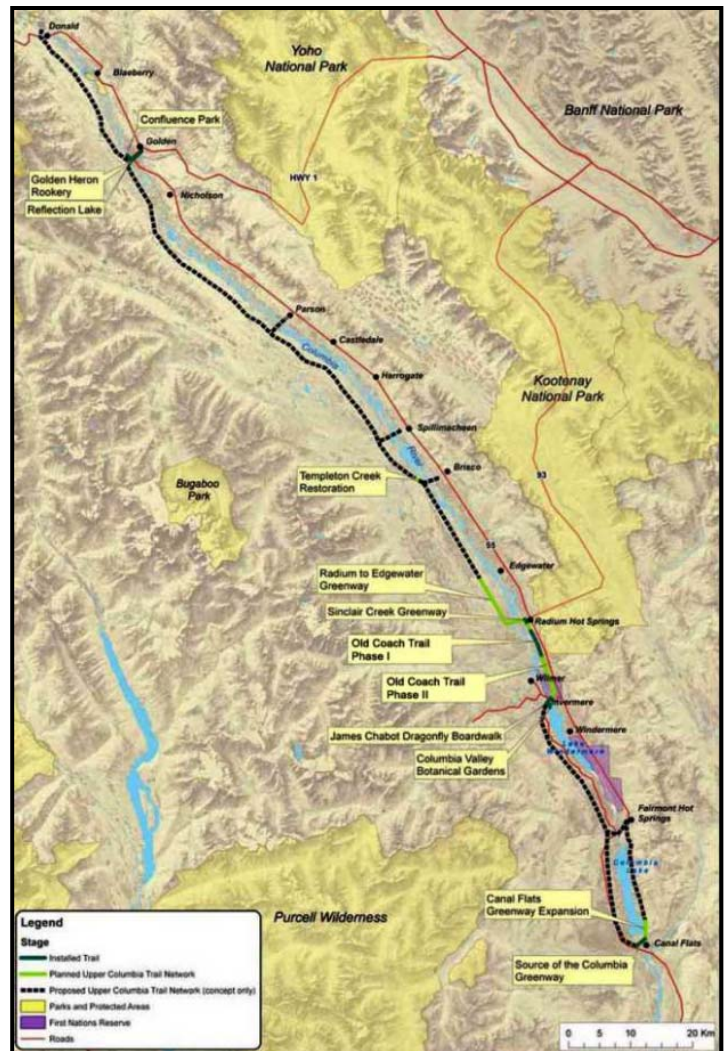 Donald
Yoho
National Park
Blaeberry
Banff National Park
Confluence Park
Golden
HWY 1
Golden Heron
Rookery
Reflection Lake
Nicholson
Parson
Castledale
Columbia
Harrogate
Kootenay
National Park
Spillimacheen
River
Brisco
93
Templeton Creek
Restoration
Bugaboo
Park
95
Edgewater
Radium to Edgewater
Greenway
Sinclair Creek Greenway
Radium Hot Springs
Old Coach Trail
Phase I
Old Coach Trail
Phase II
Wilmer
Invermere
James Chabot Dragonfly Boardwalk
Windermere
Columbia Valley
Botanical Gardens
Lake
Windermere
Fairmont Hot
Springs
Columbia
Lake
Canal Flats
Greenway Expansion
Purcell Wilderness
Canal Flats
Source of the Columbia
Greenway
Legend
Stage
Installed Trail
Planned Upper Columbia Trail Network
Proposed Upper Columbia Trail Network (concept only)
Parks and Protected Areas
First Nations Reserve
Roads
0 5 10 20 Km